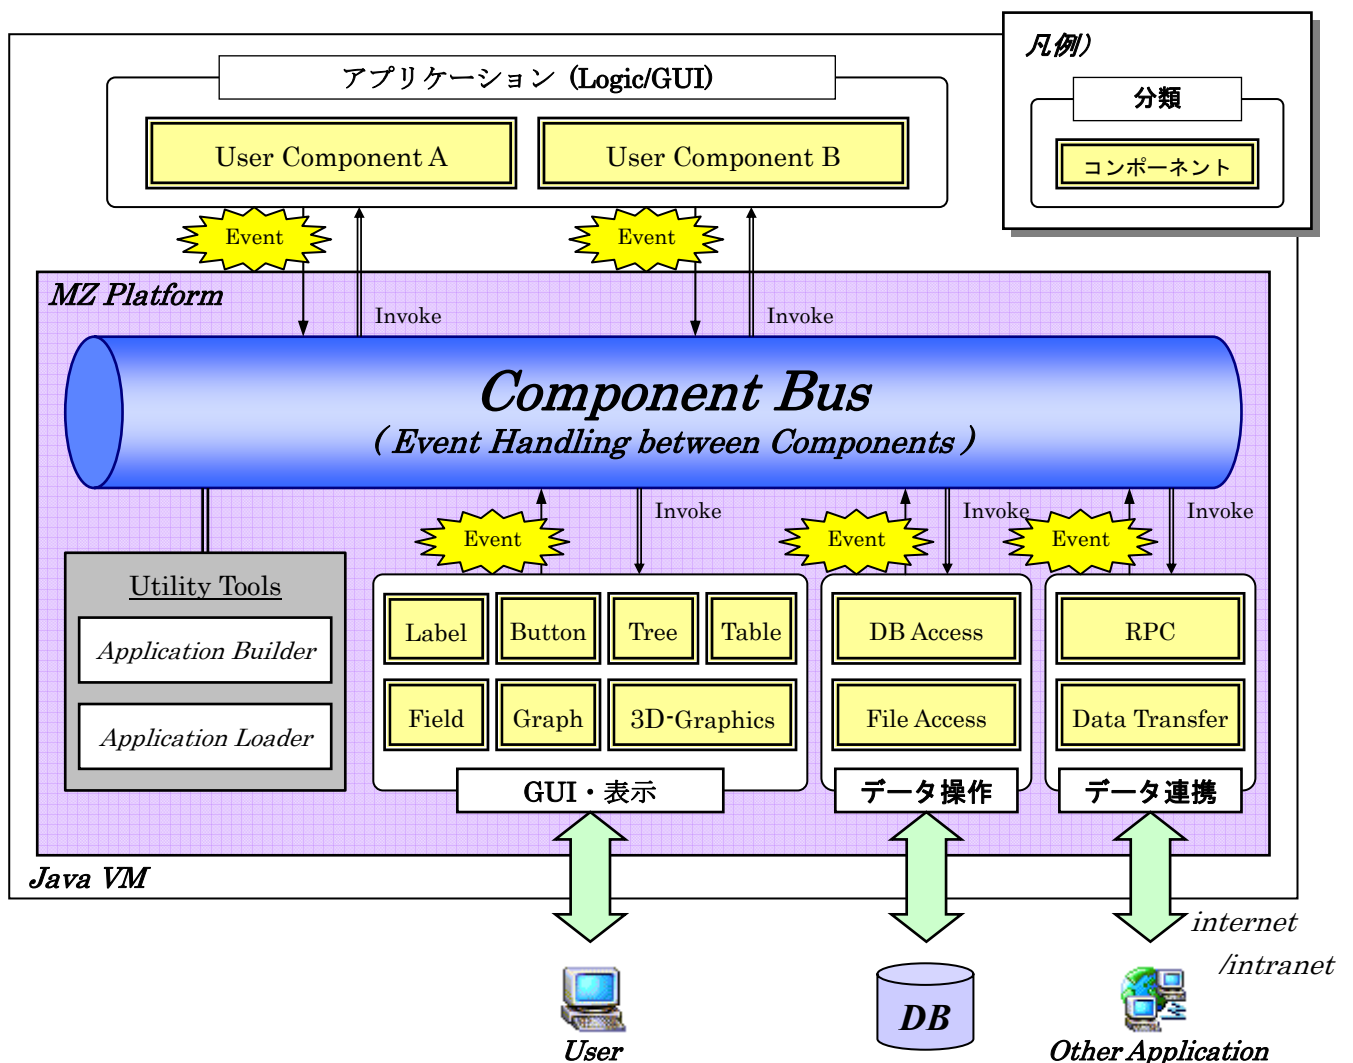 凡例)
アプリケーション (Logic/GUI)
分類
User Component A
User Component B
コンポーネント
Event
Event
MZ Platform
Invoke
Invoke
Component Bus
( Event Handling between Components )
Invoke
Invoke
Invoke
Event
Event
Event
Utility Tools
Application Builder
Application Loader
Label
Button
Tree
Table
Field
Graph
3D-Graphics
GUI・表示
DB Access
File Access
データ操作
RPC
Data Transfer
データ連携
Java VM
internet
/intranet
User
DB
Other Application